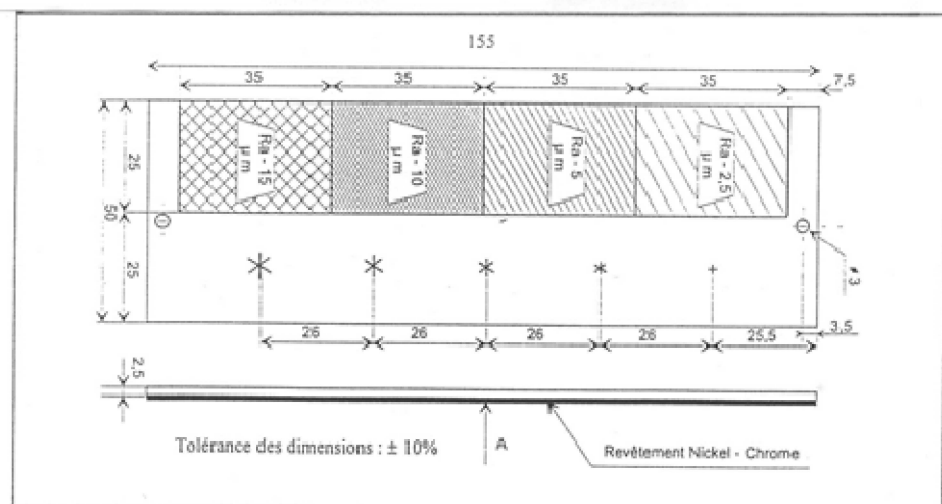 155
35
35
35
35
7,5
25
50
25
Ra - 15
µ m
Ra - 10
µ m
Ra - 5
µ m
Ra - 2,5
µ m
ø 3
26
26
26
26
25,5
3,5
2,5
A
Tolérance des dimensions : ± 10%
Revêtement Nickel - Chrome